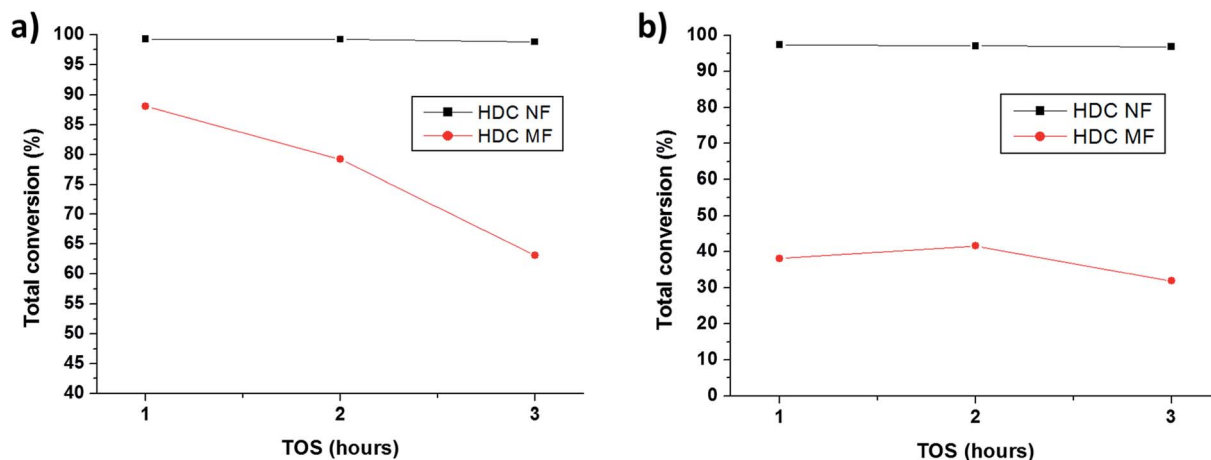 a)
Total conversion (%)
100
95
90
85
80
75
70
65
60
55
50
45
40
HDC NF
HDC MF
1 2 3
TOS (hours)
b)
Total conversion (%)
100
90
80
70
60
50
40
30
20
10
0
HDC NF
HDC MF
1 2 3
TOS (hours)